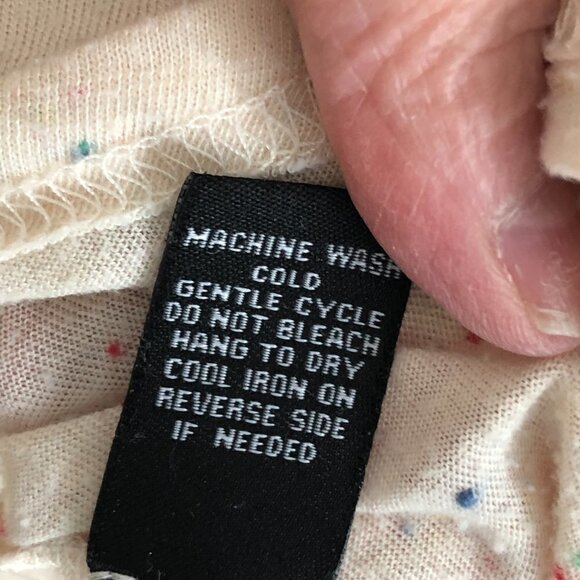 MACHINE WASH
COLD
GENTLE CYCLE
DO NOT BLEACH
HANG TO DRY
COOL IRON ON
REVERSE SIDE
IF NEEDED